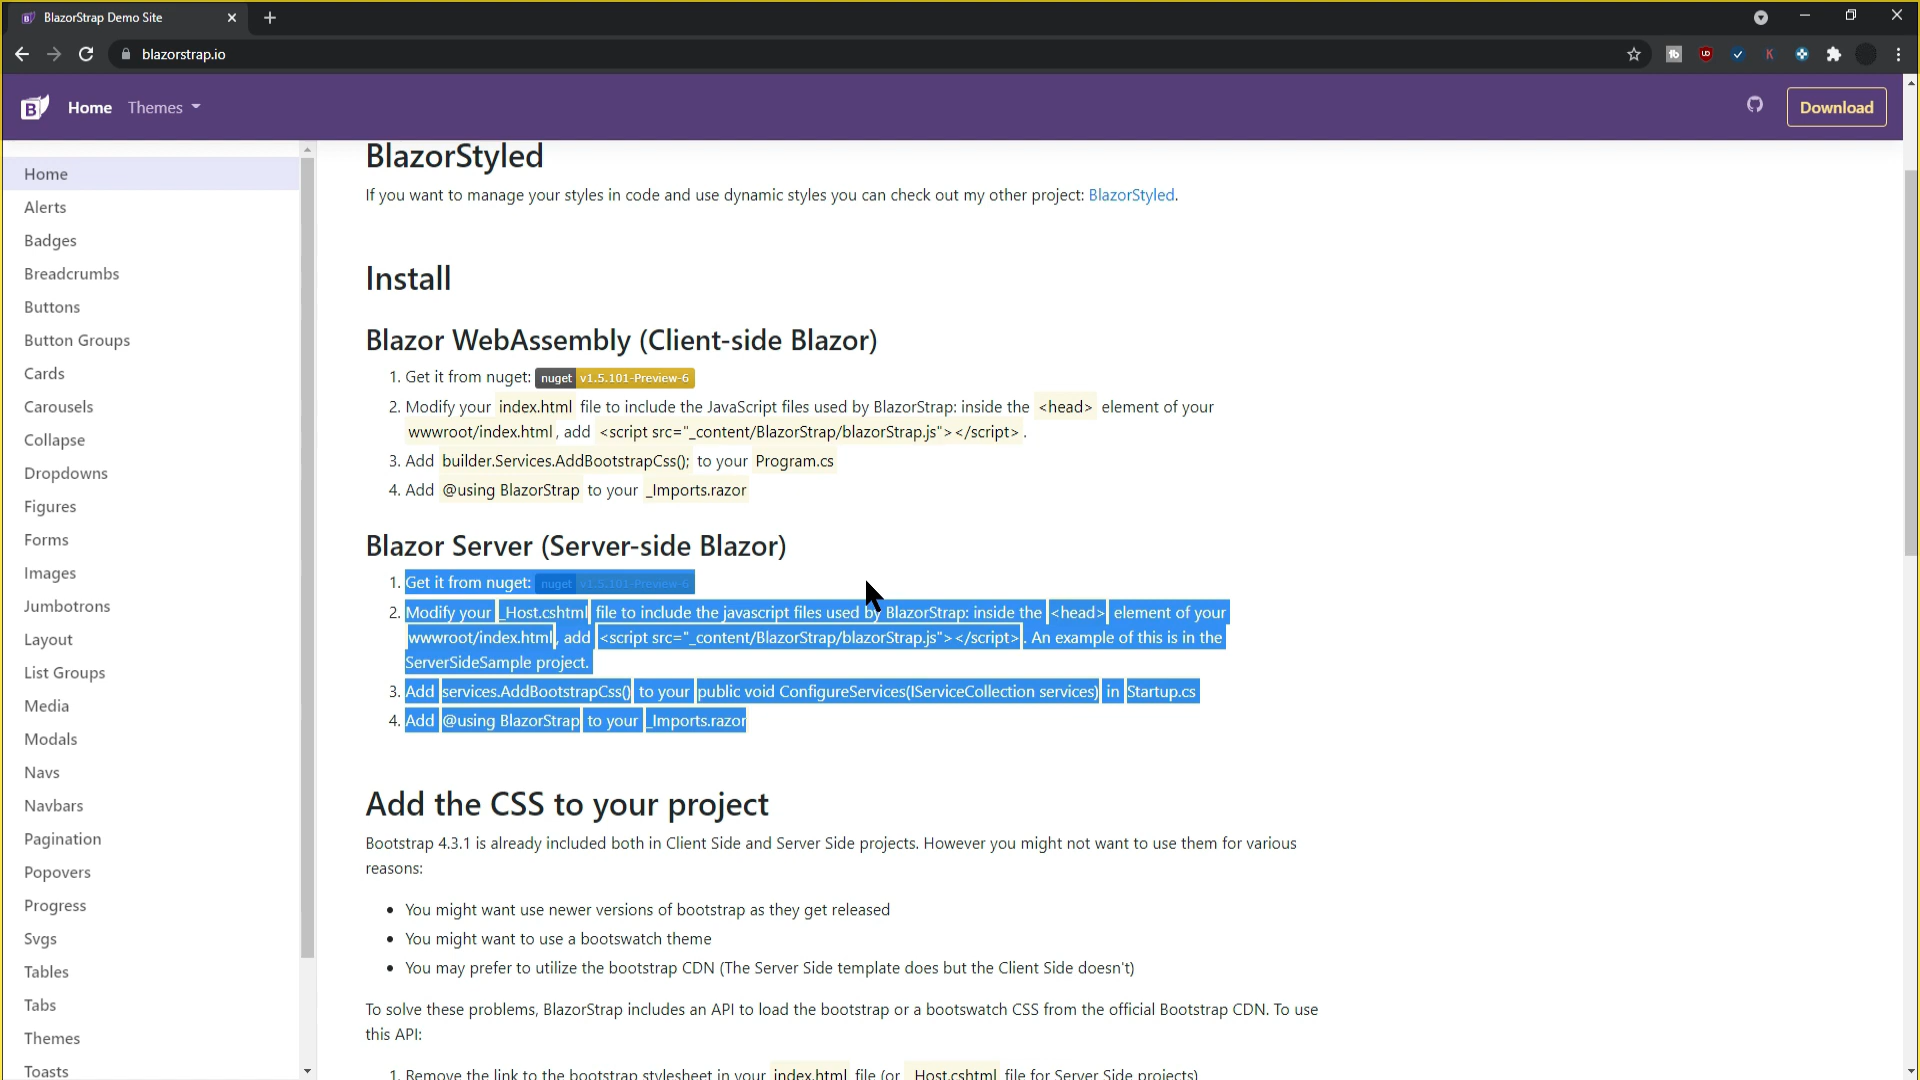 BlazorStrap Demo Site
blazorstrap.io
Home Themes
Download
Home
Alerts
Badges
Breadcrumbs
Buttons
Button Groups
Cards
Carousels
Collapse
Dropdowns
Figures
Forms
Images
Jumbotrons
Layout
List Groups
Media
Modals
Navs
Navbars
Pagination
Popovers
Progress
Svgs
Tables
Tabs
Themes
Toasts
BlazorStyled
If you want to manage your styles in code and use dynamic styles you can check out my other project: BlazorStyled.
Install
Blazor WebAssembly (Client-side Blazor)
1. Get it from nuget: nuget v1.5.101-Preview-6
2. Modify your index.html file to include the JavaScript files used by BlazorStrap: inside the <head> element of your
wwwroot/index.html, add <script src="_content/BlazorStrap/blazorStrap.js"></script>.
3. Add builder.Services.AddBootstrapCss(); to your Program.cs
4. Add @using BlazorStrap to your _Imports.razor
Blazor Server (Server-side Blazor)
1. Get it from nuget: nuget v1.5.101-Preview-6
2. Modify your _Host.cshtml file to include the javascript files used by BlazorStrap: inside the <head> element of your
wwwroot/index.html, add <script src="_content/BlazorStrap/blazorStrap.js"></script>. An example of this is in the
ServerSideSample project.
3. Add services.AddBootstrapCss() to your public void ConfigureServices(IServiceCollection services) in Startup.cs
4. Add @using BlazorStrap to your _Imports.razor
Add the CSS to your project
Bootstrap 4.3.1 is already included both in Client Side and Server Side projects. However you might not want to use them for various
reasons:
• You might want use newer versions of bootstrap as they get released
• You might want to use a bootswatch theme
• You may prefer to utilize the bootstrap CDN (The Server Side template does but the Client Side doesn't)
To solve these problems, BlazorStrap includes an API to load the bootstrap or a bootswatch CSS from the official Bootstrap CDN. To use
this API:
1. Remove the link to the bootstrap stylesheet in your index.html file (or _Host.cshtml file for Server Side projects)